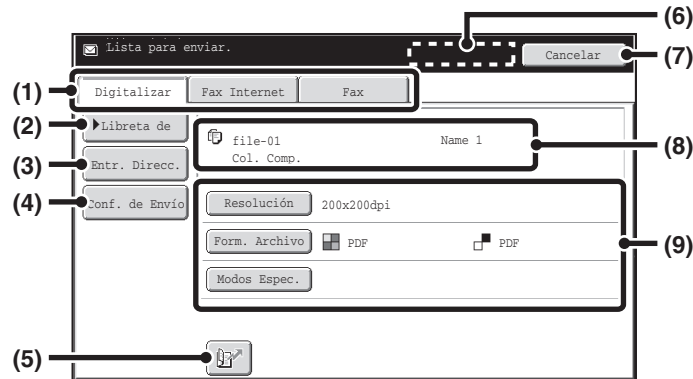 (6)
Lista para enviar.
Cancelar
(7)
(1)
Digitalizar
Fax Internet
Fax
(2)
Libreta de
file-01
Name 1
(8)
Col. Comp.
(3)
Entr. Direcc.
(4)
Conf. de Envío
Resolución
200x200dpi
Form. Archivo
PDF
PDF
(9)
Modos Espec.
(5)